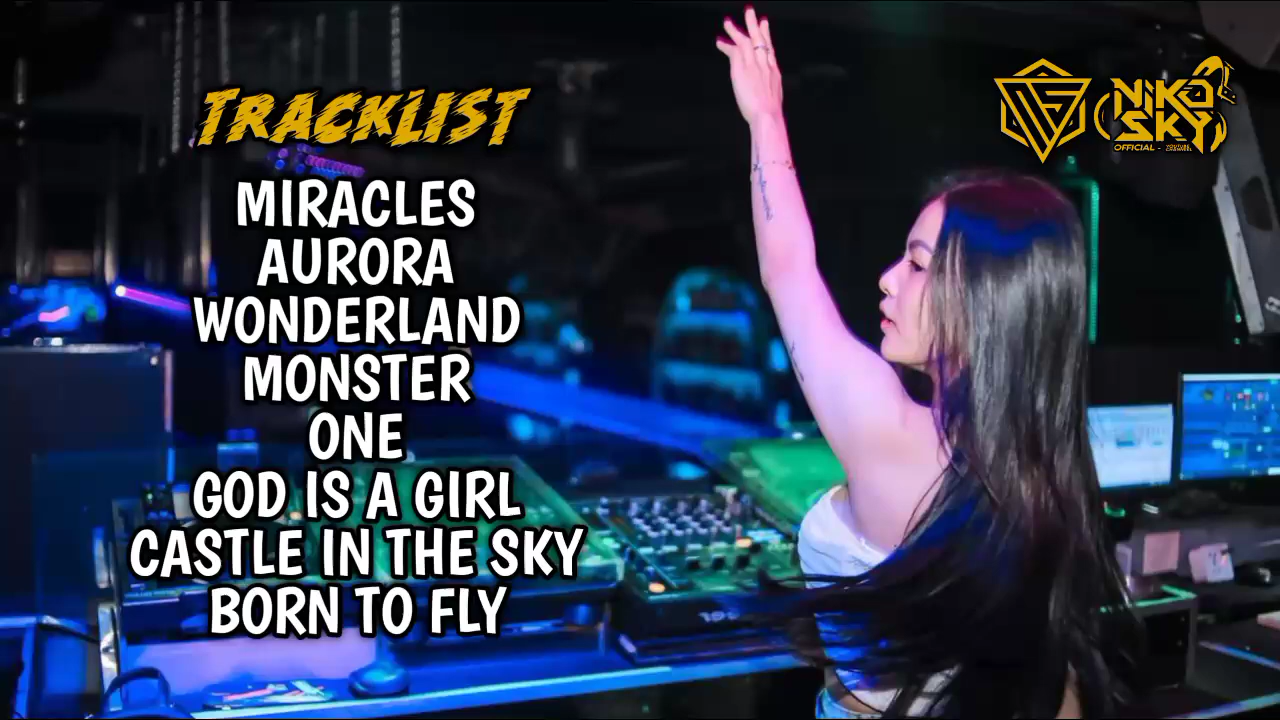 TRACKLIST
MIRACLES
AURORA
WONDERLAND
MONSTER
ONE
GOD IS A GIRL
CASTLE IN THE SKY
BORN TO FLY
NIKO
SKY
OFFICIAL -